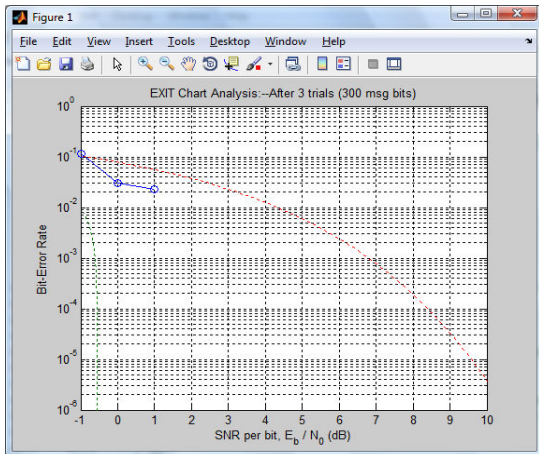 Figure 1
File Edit View Insert Tools Desktop Window Help
EXIT Chart Analysis:--After 3 trials (300 msg bits)
10^0
10^-1
10^-2
10^-3
10^-4
10^-5
10^-6
Bit-Error Rate
-1 0 1 2 3 4 5 6 7 8 9 10
SNR per bit, E_b / N_0 (dB)